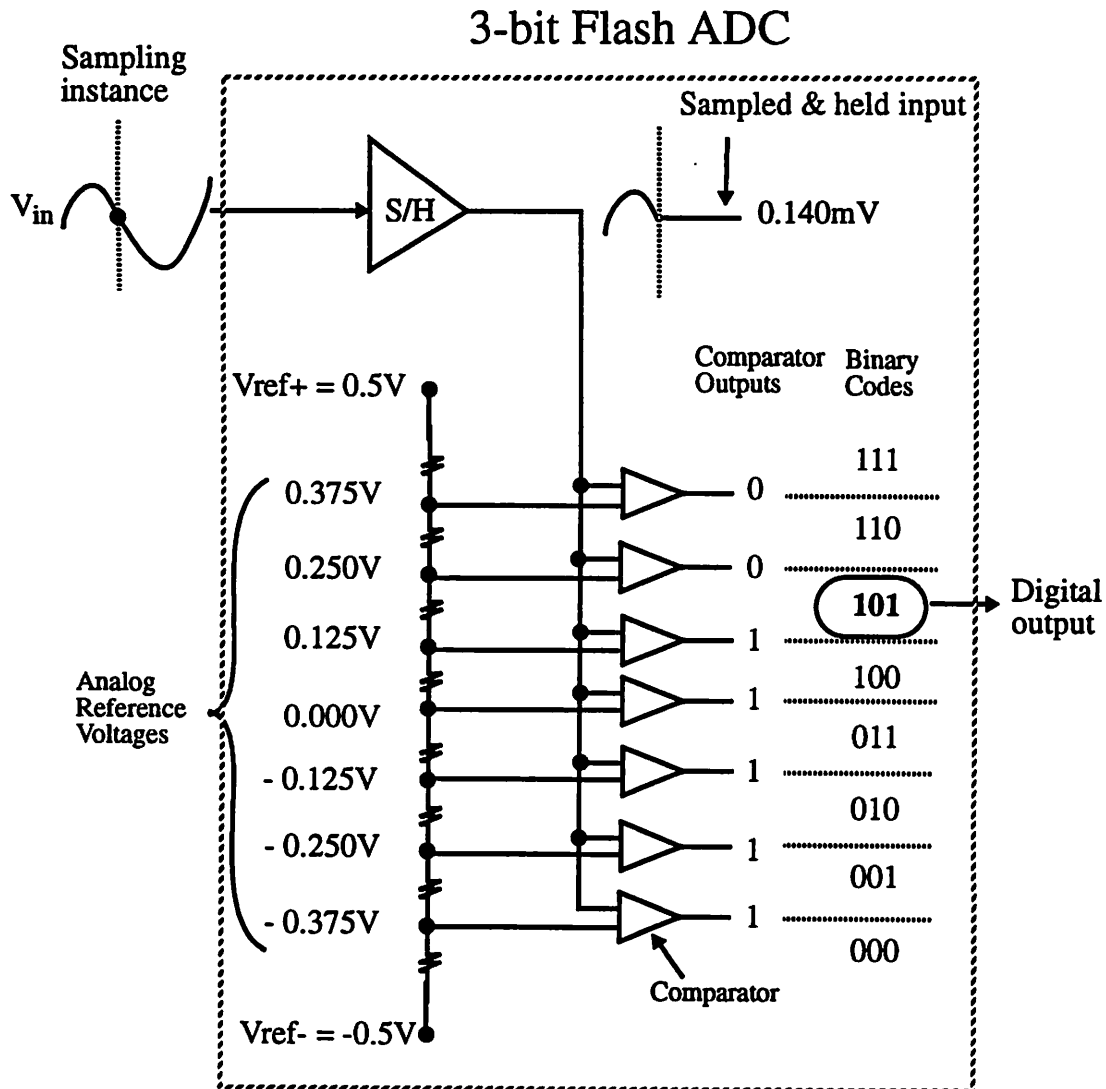 3-bit Flash ADC
Sampling
instance
Sampled & held input
Vin
S/H
0.140mV
Comparator
Outputs
Binary
Codes
Vref+ = 0.5V
111
0.375V
0
110
0.250V
0
101
Digital
output
0.125V
1
100
Analog
Reference
Voltages
0.000V
1
011
- 0.125V
1
010
- 0.250V
1
001
- 0.375V
1
000
Comparator
Vref- = -0.5V